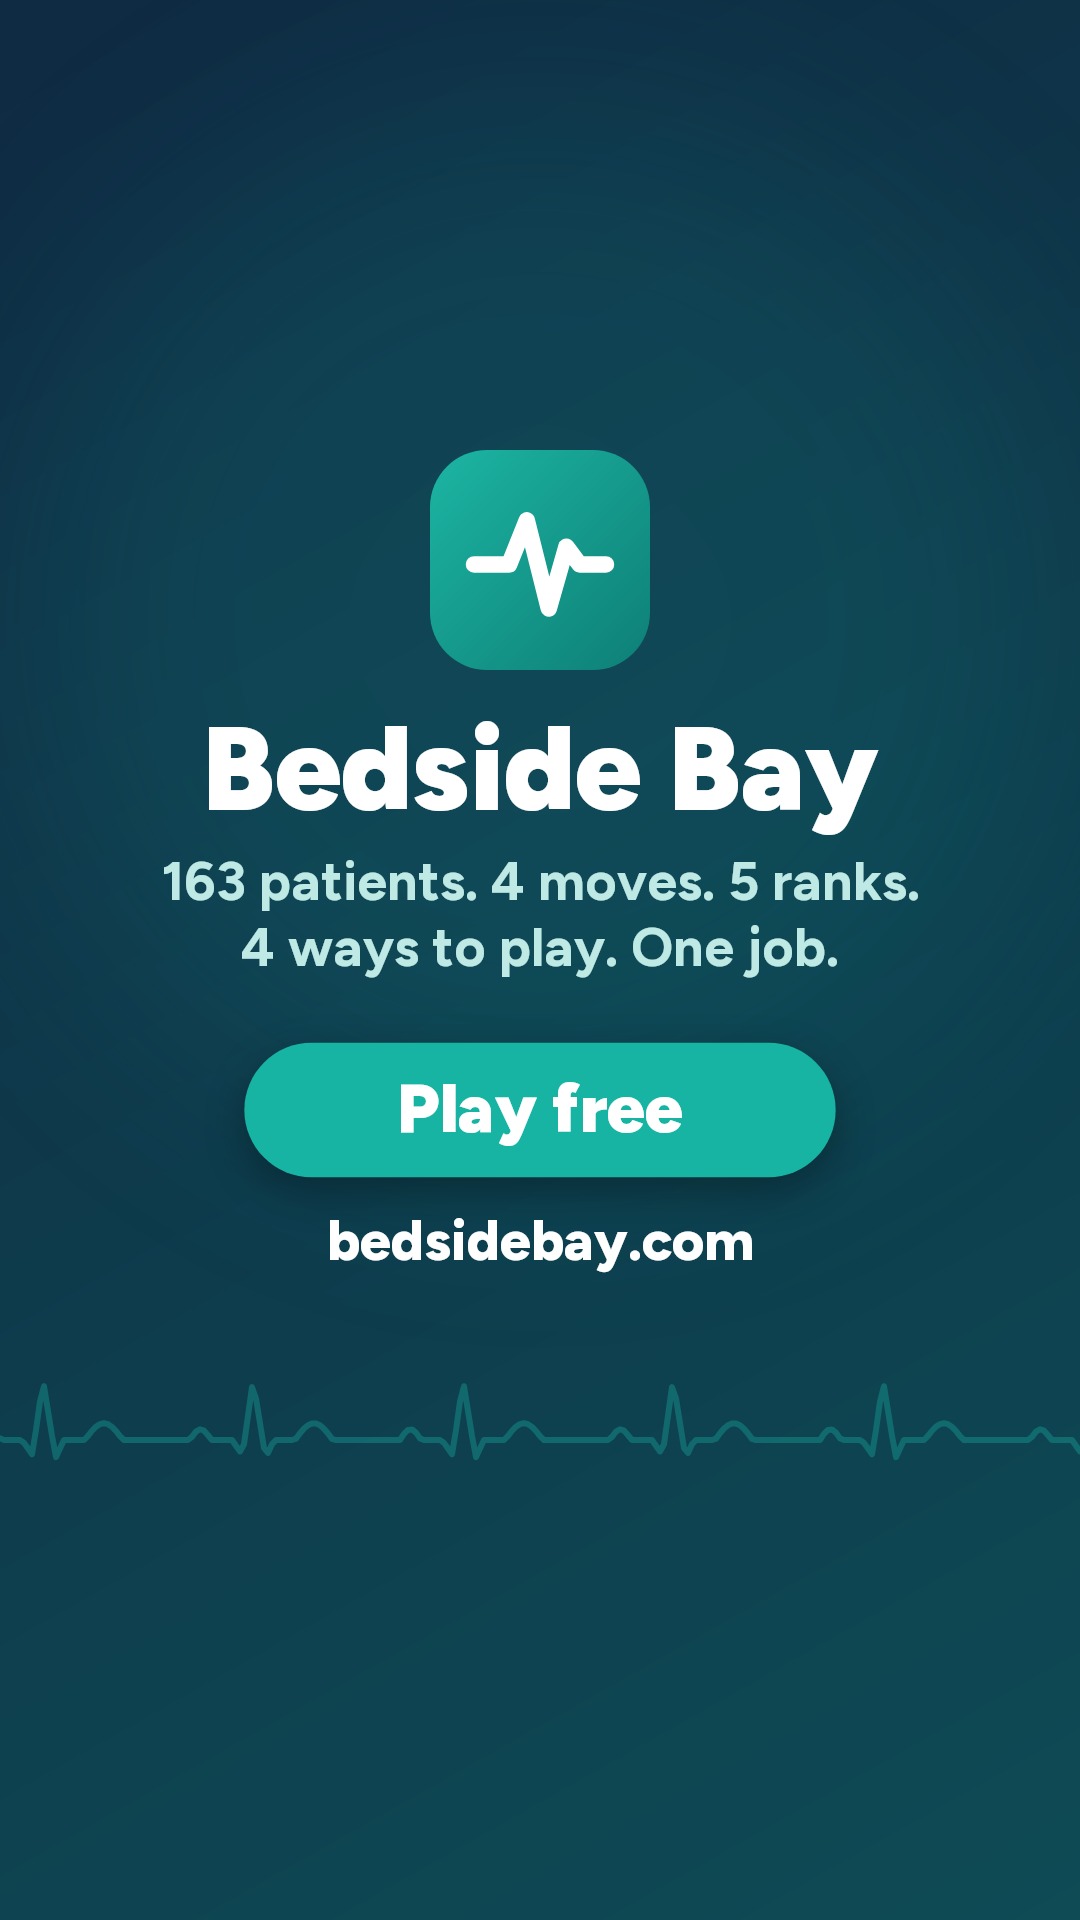 Bedside Bay
163 patients. 4 moves. 5 ranks.
4 ways to play. One job.
Play free
bedsidebay.com